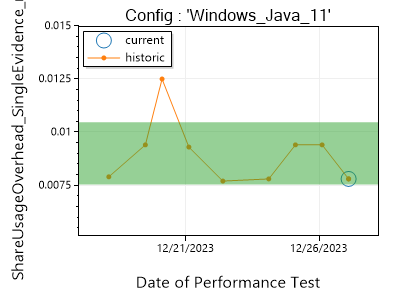 Config : 'Windows_Java_11'
ShareUsageOverhead_SingleEvidence_
0.015
0.0125
0.01
0.0075
current
historic
12/21/2023
12/26/2023
Date of Performance Test